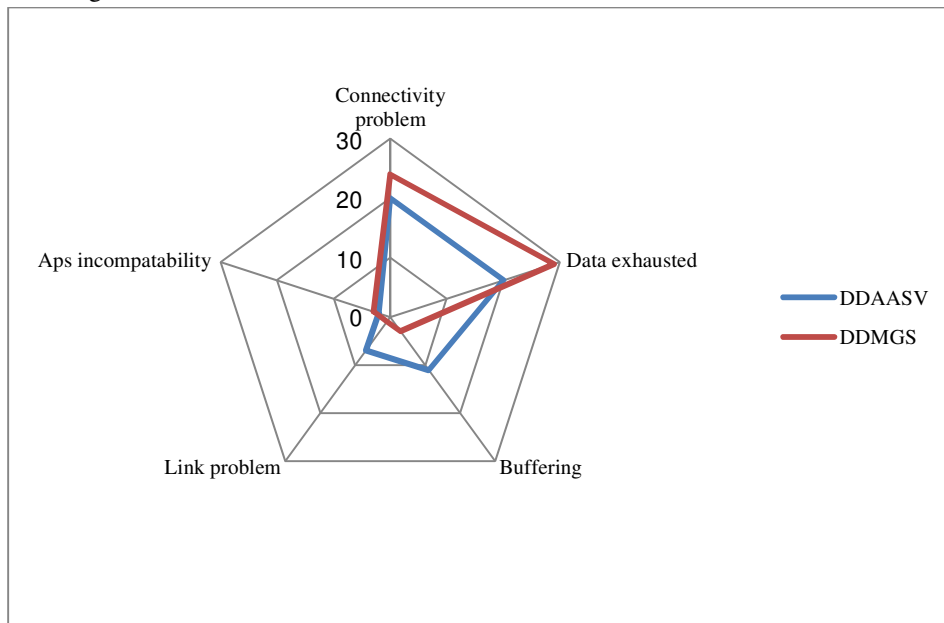 Connectivity
problem
30
20
10
0
Aps incompatability
Data exhausted
Link problem
Buffering
DDAASV
DDMGS